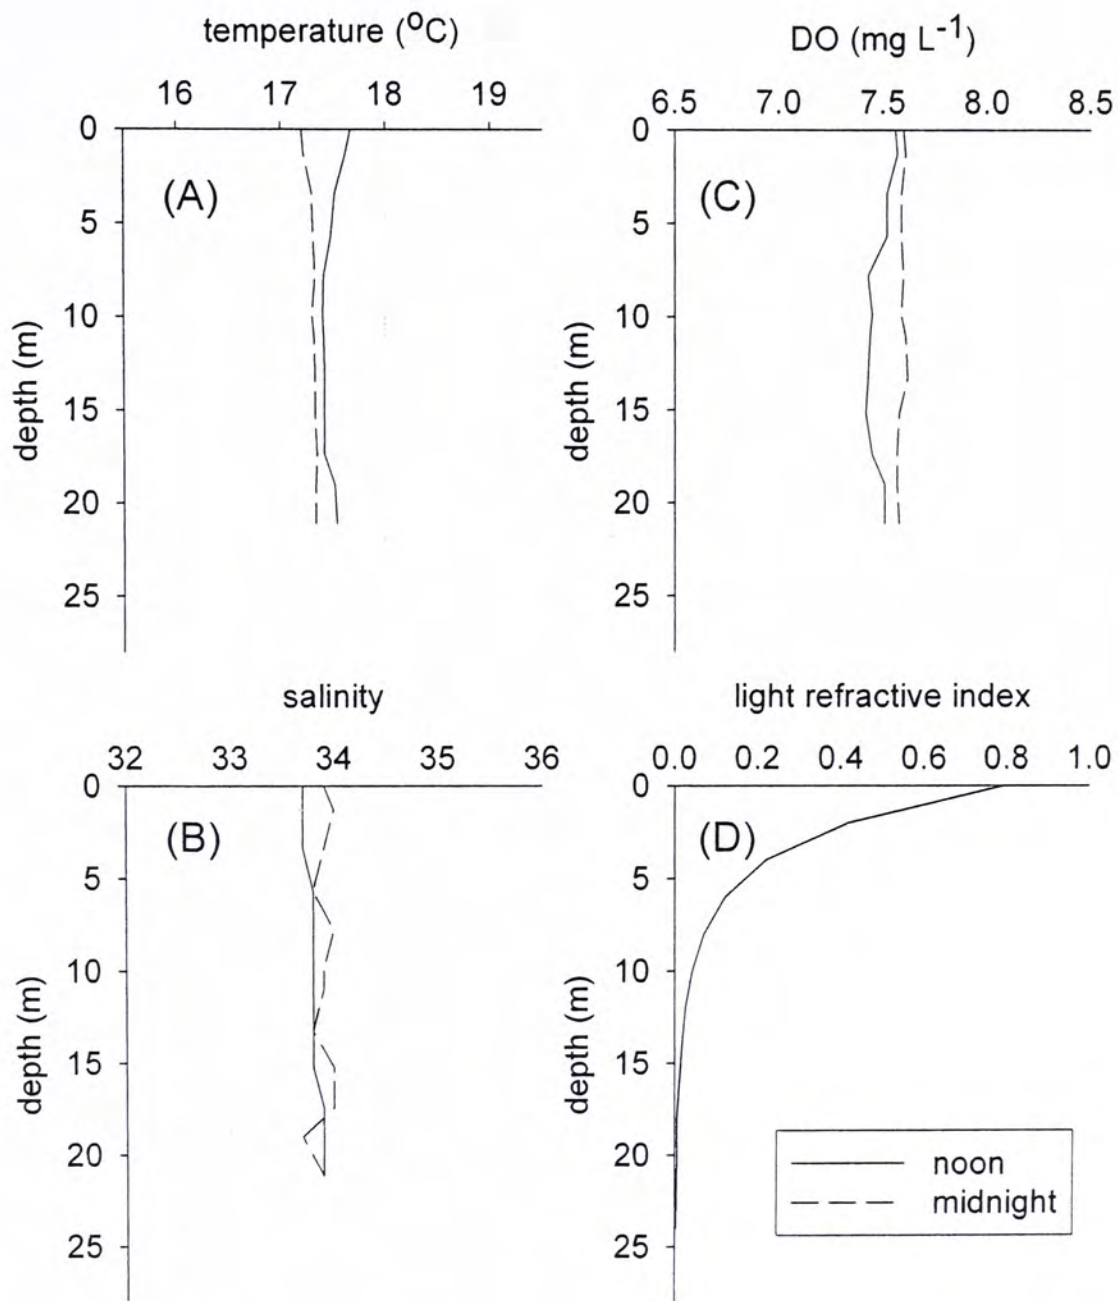 temperature (°C)
16 17 18 19
0
5
10
15
20
25
depth (m)
(A)
DO (mg L-1)
6.5 7.0 7.5 8.0 8.5
0
5
10
15
20
25
depth (m)
(C)
salinity
32 33 34 35 36
0
5
10
15
20
25
depth (m)
(B)
light refractive index
0.0 0.2 0.4 0.6 0.8 1.0
0
5
10
15
20
25
depth (m)
(D)
noon
midnight